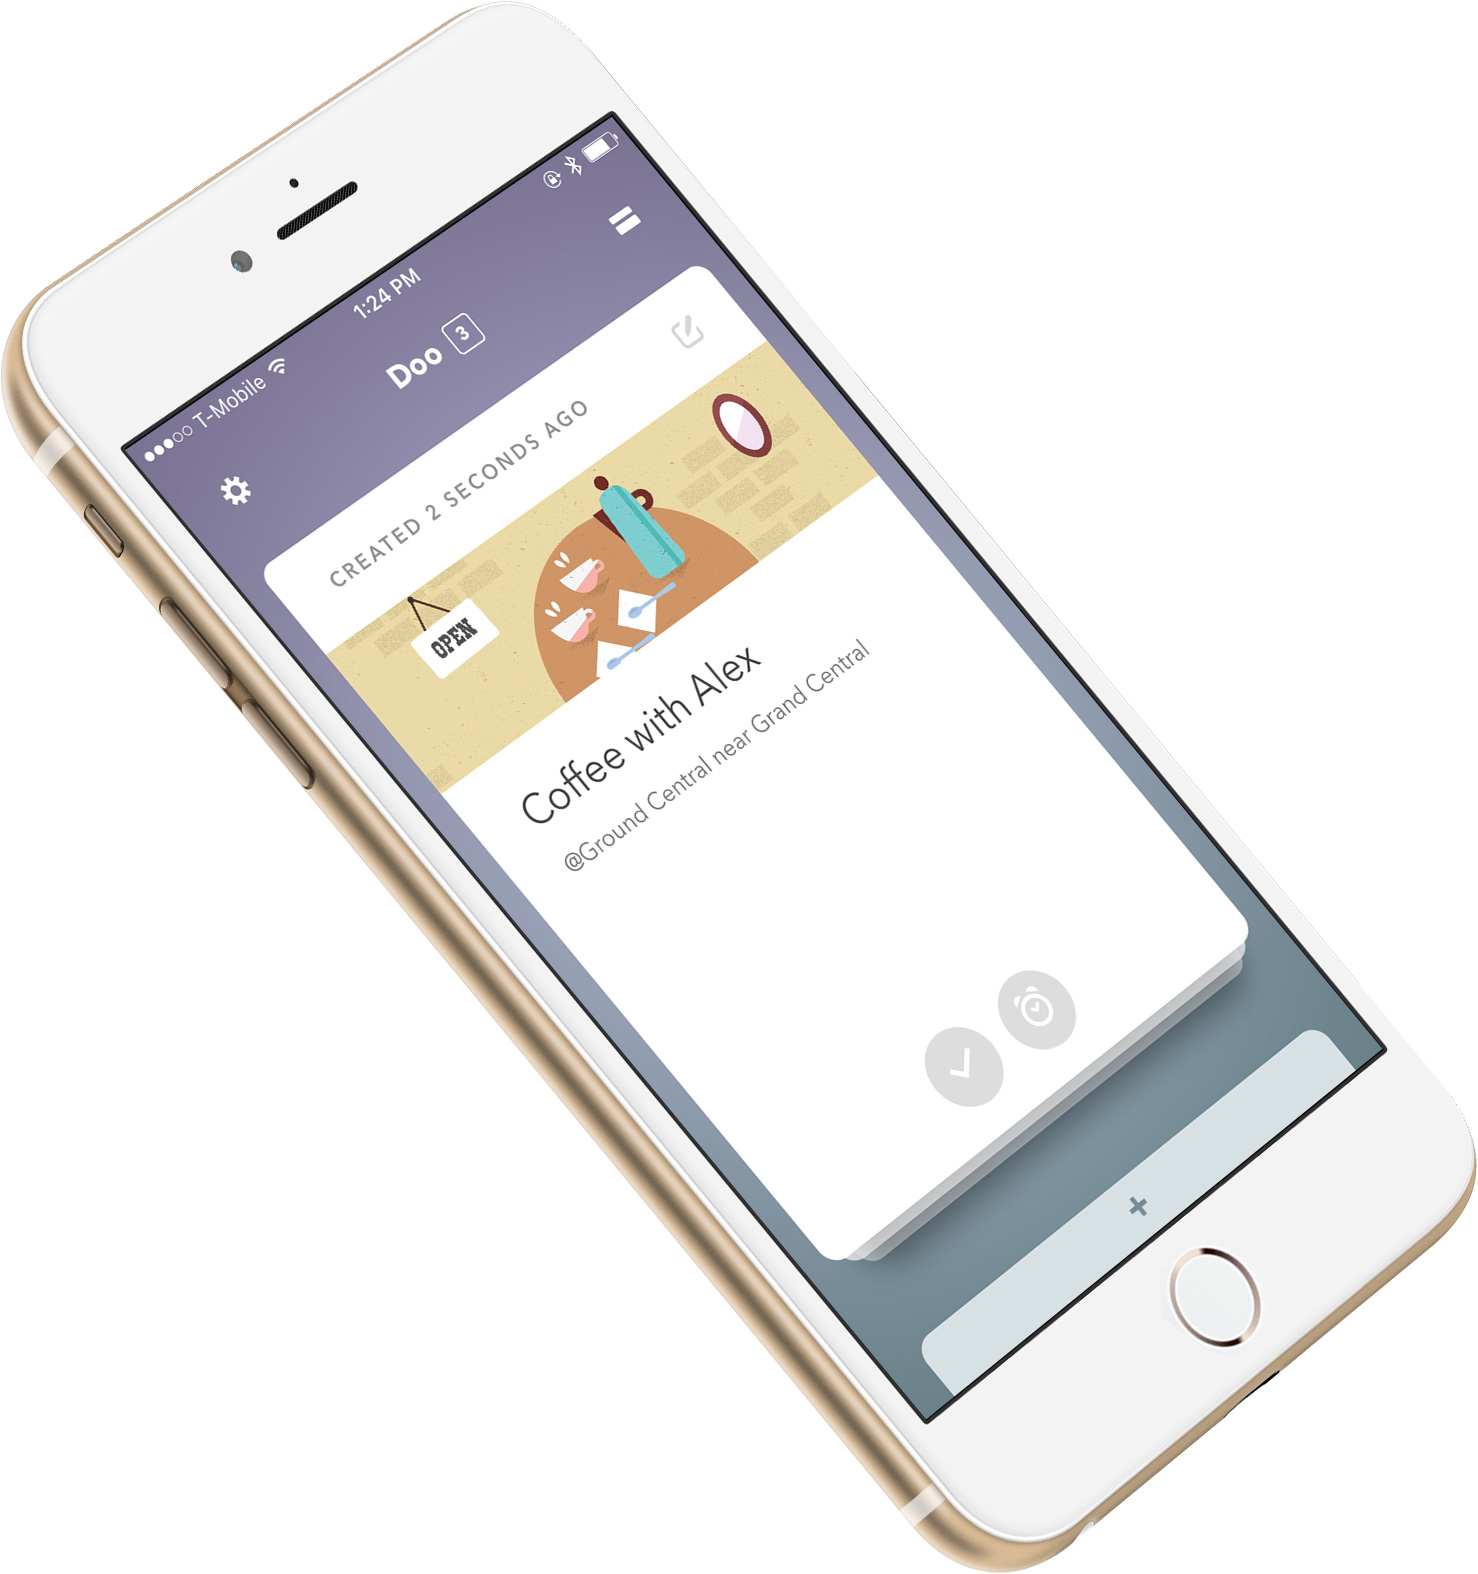 T-Mobile 1:24 PM
Doo 3
CREATED 2 SECONDS AGO
OPEN
Coffee with Alex
@Ground Central near Grand Central